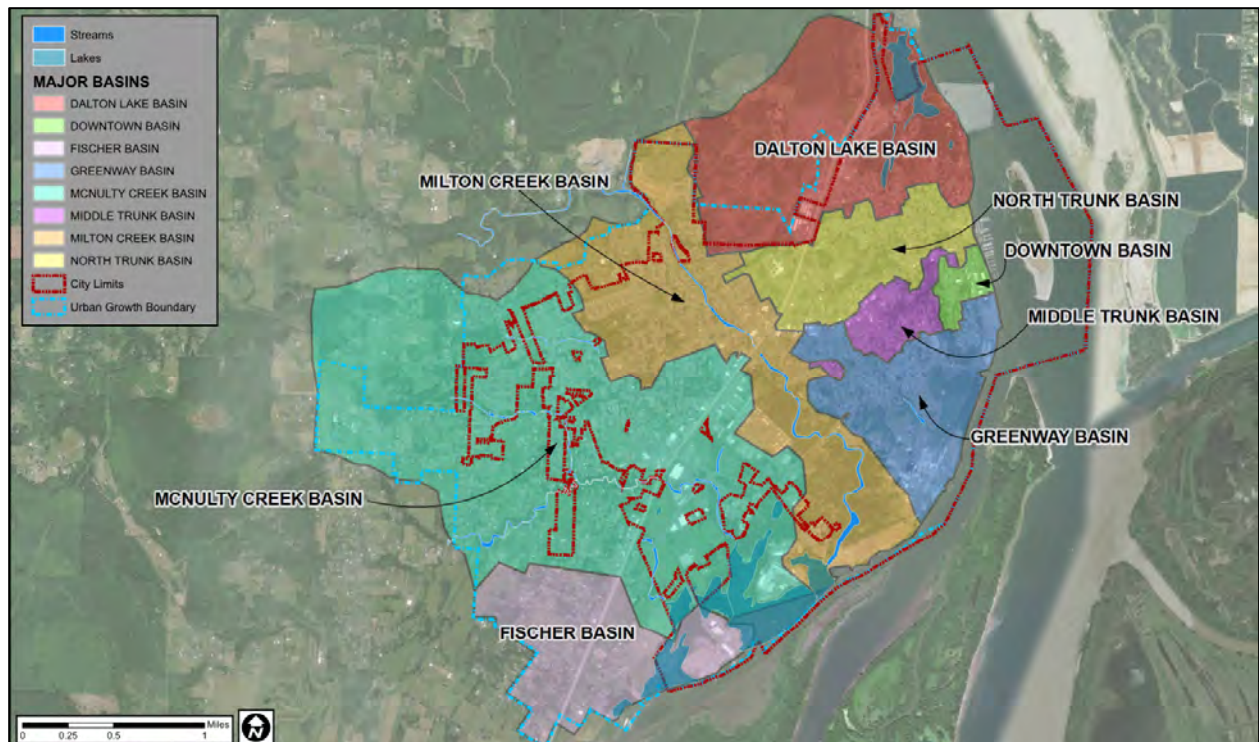 Streams
Lakes
MAJOR BASINS
DALTON LAKE BASIN
DOWNTOWN BASIN
FISCHER BASIN
GREENWAY BASIN
MCNULTY CREEK BASIN
MIDDLE TRUNK BASIN
MILTON CREEK BASIN
NORTH TRUNK BASIN
City Limits
Urban Growth Boundary
DALTON LAKE BASIN
MILTON CREEK BASIN
NORTH TRUNK BASIN
DOWNTOWN BASIN
MIDDLE TRUNK BASIN
GREENWAY BASIN
MCNULTY CREEK BASIN
FISCHER BASIN
Miles
0 0.25 0.5 1
N